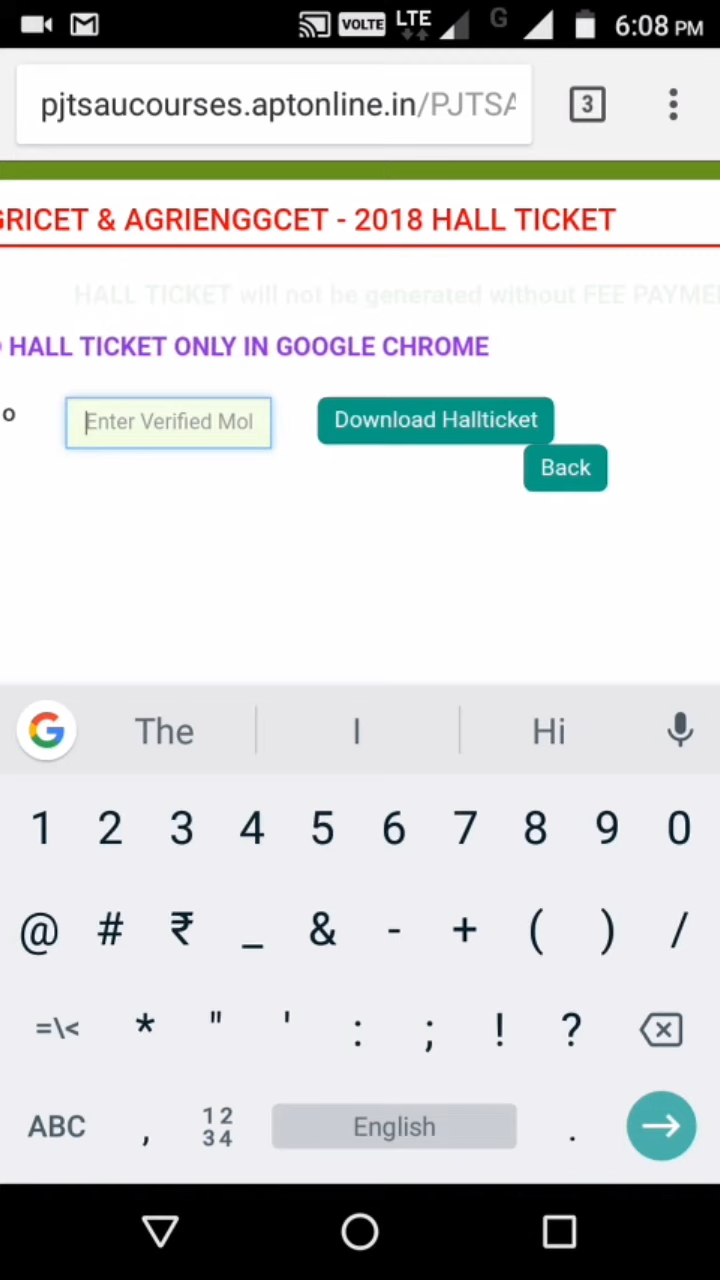 VOLTE LTE G 6:08 PM
pjtsaucourses.aptonline.in/PJTSA 3
GRICET & AGRIENGGCET - 2018 HALL TICKET
HALL TICKET will not be generated without FEE PAYME
HALL TICKET ONLY IN GOOGLE CHROME
o Enter Verified Mo Download Hallticket
Back
The I Hi
1 2 3 4 5 6 7 8 9 0
@ # ₹ _ & - + ( ) /
=\< * " ' : ; ! ?
ABC , 12 34 English .